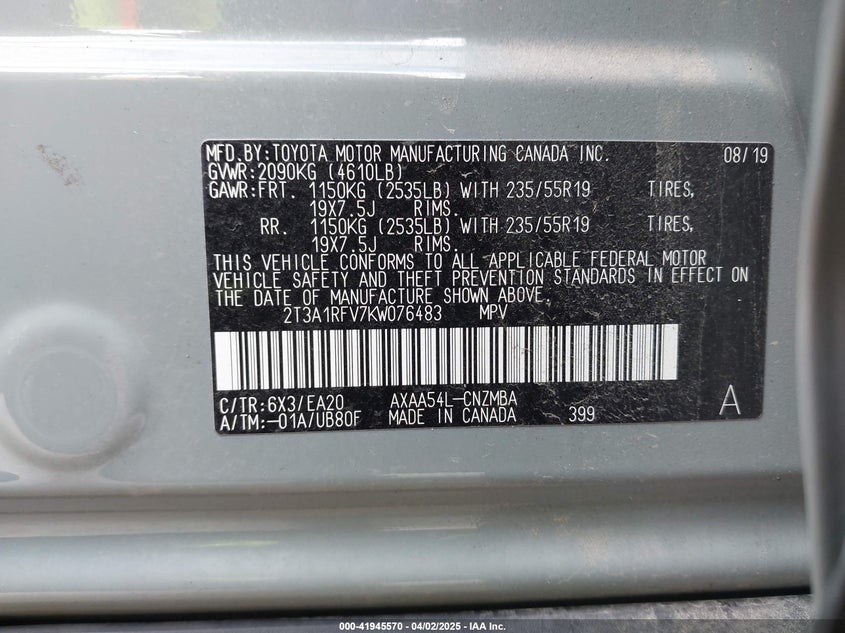 MFD.BY:TOYOTA MOTOR MANUFACTURING CANADA INC. 08/19
GVWR:2090KG (4610LB)
GAWR:FRT. 1150KG (2535LB) WITH 235/55R19 TIRES,
19X7.5J RIMS.
RR. 1150KG (2535LB) WITH 235/55R19 TIRES,
19X7.5J RIMS.
THIS VEHICLE CONFORMS TO ALL APPLICABLE FEDERAL MOTOR
VEHICLE SAFETY AND THEFT PREVENTION STANDARDS IN EFFECT ON
THE DATE OF MANUFACTURE SHOWN ABOVE.
2T3A1RFV7KW076483 MPV
C/TR:6X3/EA20 AXAA54L-CNZMBA A
A/TM:-01A/UB80F MADE IN CANADA 399
000-41945570 - 04/02/2025 - IAA Inc.